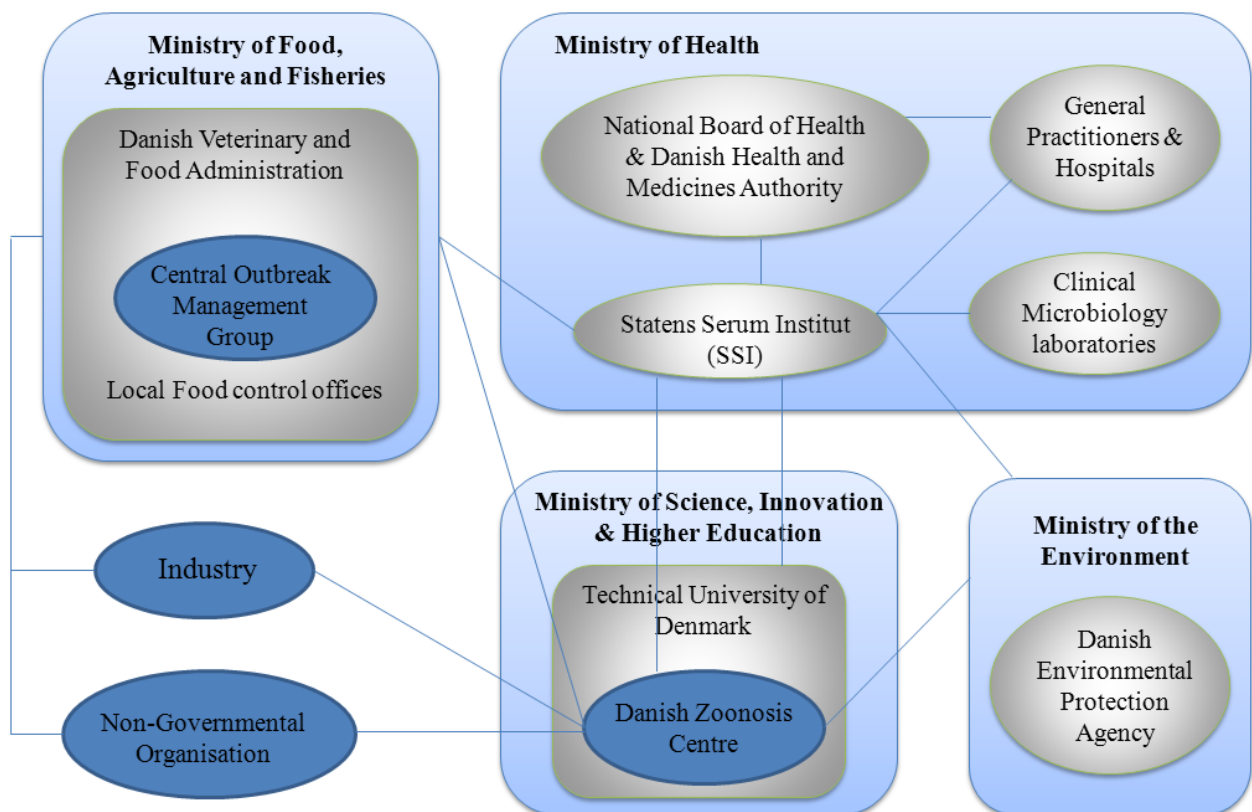 Ministry of Food,
Agriculture and Fisheries
Danish Veterinary and
Food Administration
Central Outbreak
Management
Group
Local Food control offices
Ministry of Health
National Board of Health
& Danish Health and
Medicines Authority
General
Practitioners &
Hospitals
Statens Serum Institut
(SSI)
Clinical
Microbiology
laboratories
Industry
Non-Governmental
Organisation
Ministry of Science, Innovation
& Higher Education
Technical University of
Denmark
Danish Zoonosis
Centre
Ministry of the
Environment
Danish
Environmental
Protection
Agency